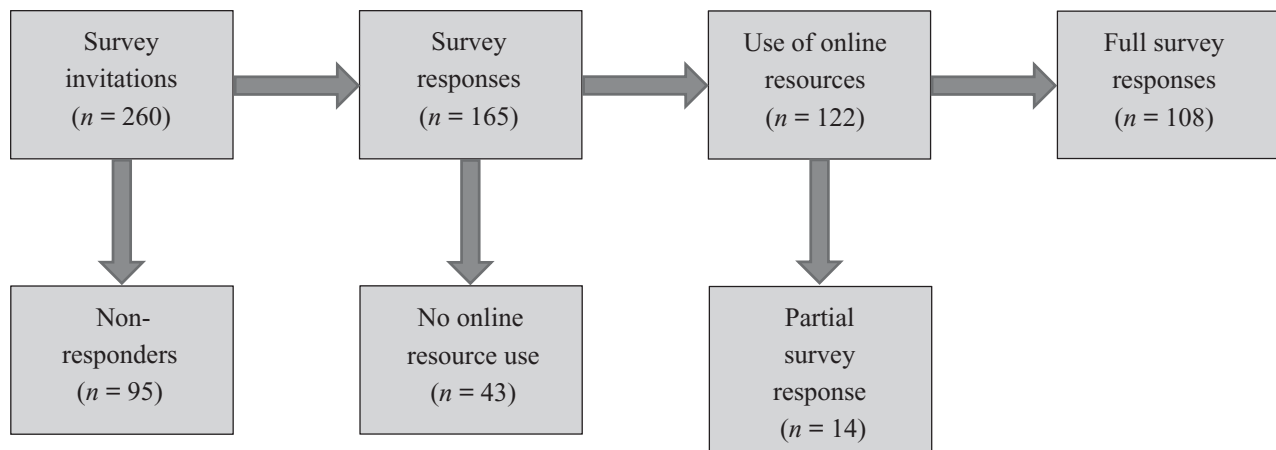 Survey
invitations
(n = 260)
Survey
responses
(n = 165)
Use of online
resources
(n = 122)
Full survey
responses
(n = 108)
Non-
responders
(n = 95)
No online
resource use
(n = 43)
Partial
survey
response
(n = 14)